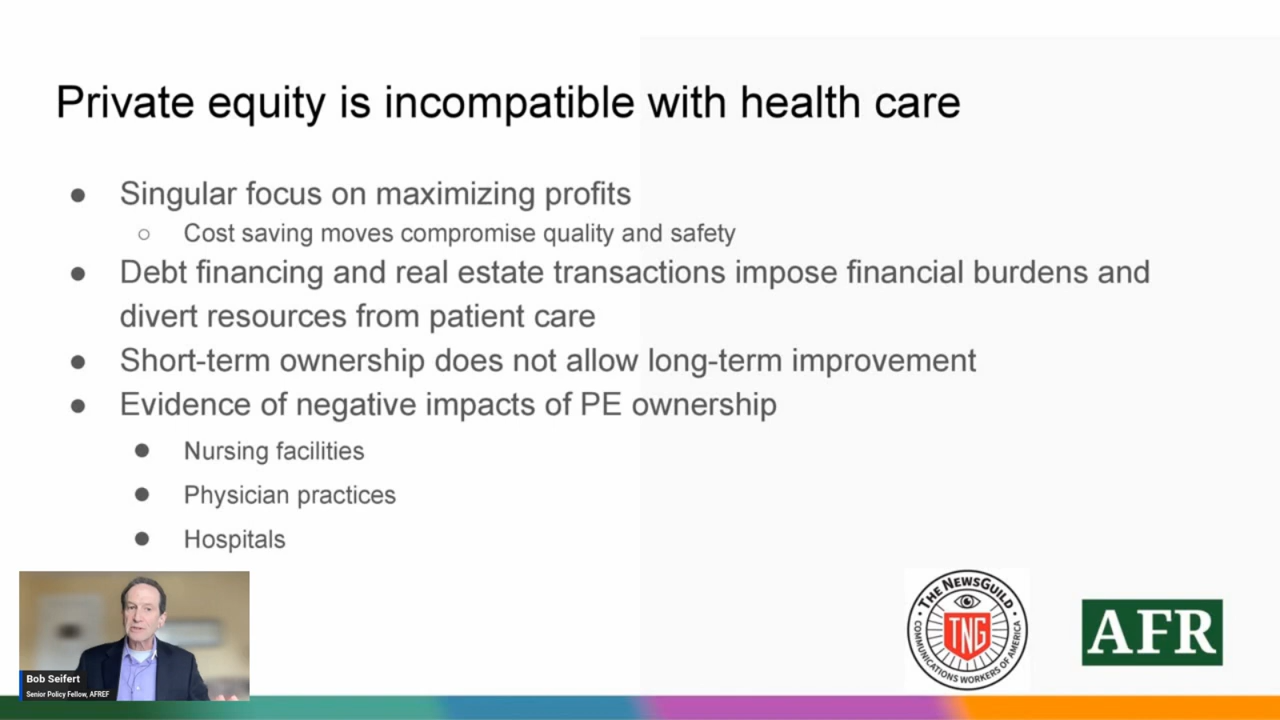 Private equity is incompatible with health care
● Singular focus on maximizing profits
○ Cost saving moves compromise quality and safety
● Debt financing and real estate transactions impose financial burdens and
divert resources from patient care
● Short-term ownership does not allow long-term improvement
● Evidence of negative impacts of PE ownership
● Nursing facilities
● Physician practices
● Hospitals
Bob Seifert
Senior Policy Fellow, AFREF
THE NEWSGUILD
TNG
COMMUNICATIONS WORKERS OF AMERICA
AFR